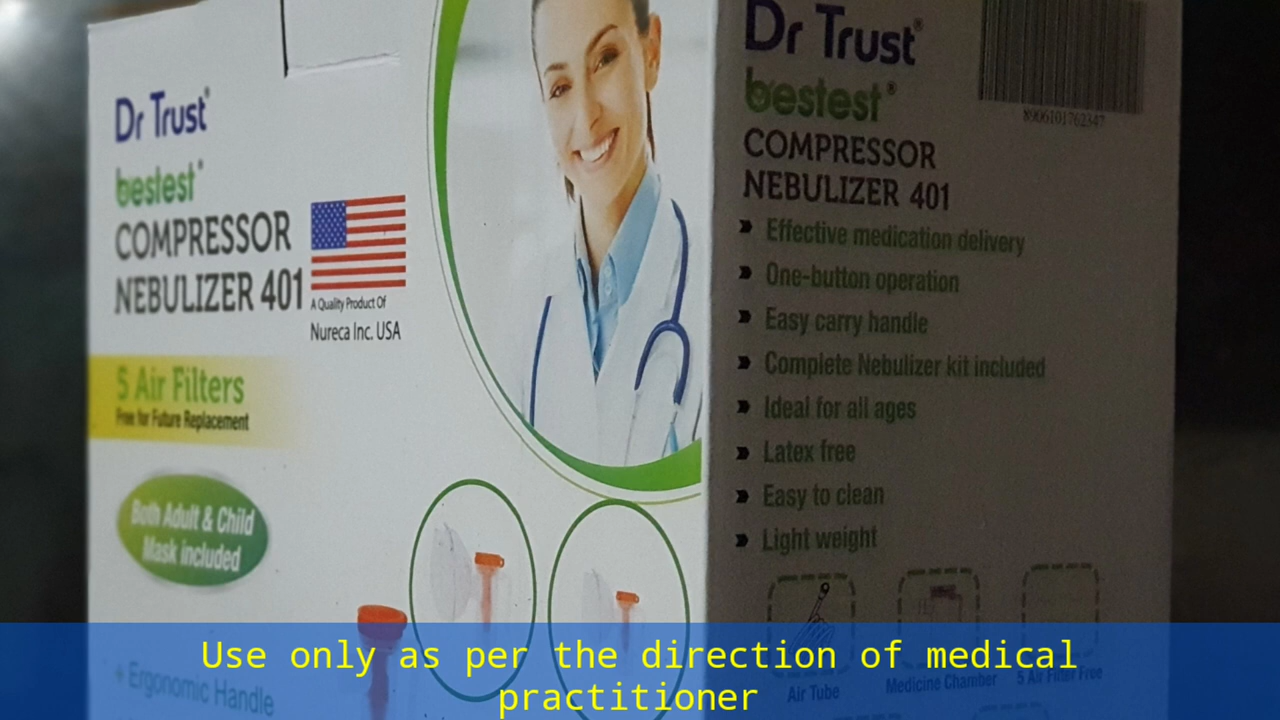 Dr Trust®
bestest®
COMPRESSOR
NEBULIZER 401
A Quality Product Of
Nureca Inc. USA
5 Air Filters
Free for Future Replacement
Both Adult & Child
Mask included
+ Ergonomic Handle
Dr Trust®
bestest®
COMPRESSOR
NEBULIZER 401
8906101762347
Effective medication delivery
One-button operation
Easy carry handle
Complete Nebulizer kit included
Ideal for all ages
Latex free
Easy to clean
Light weight
Air Tube
Medicine Chamber
5 Air Filter Free
Use only as per the direction of medical
practitioner